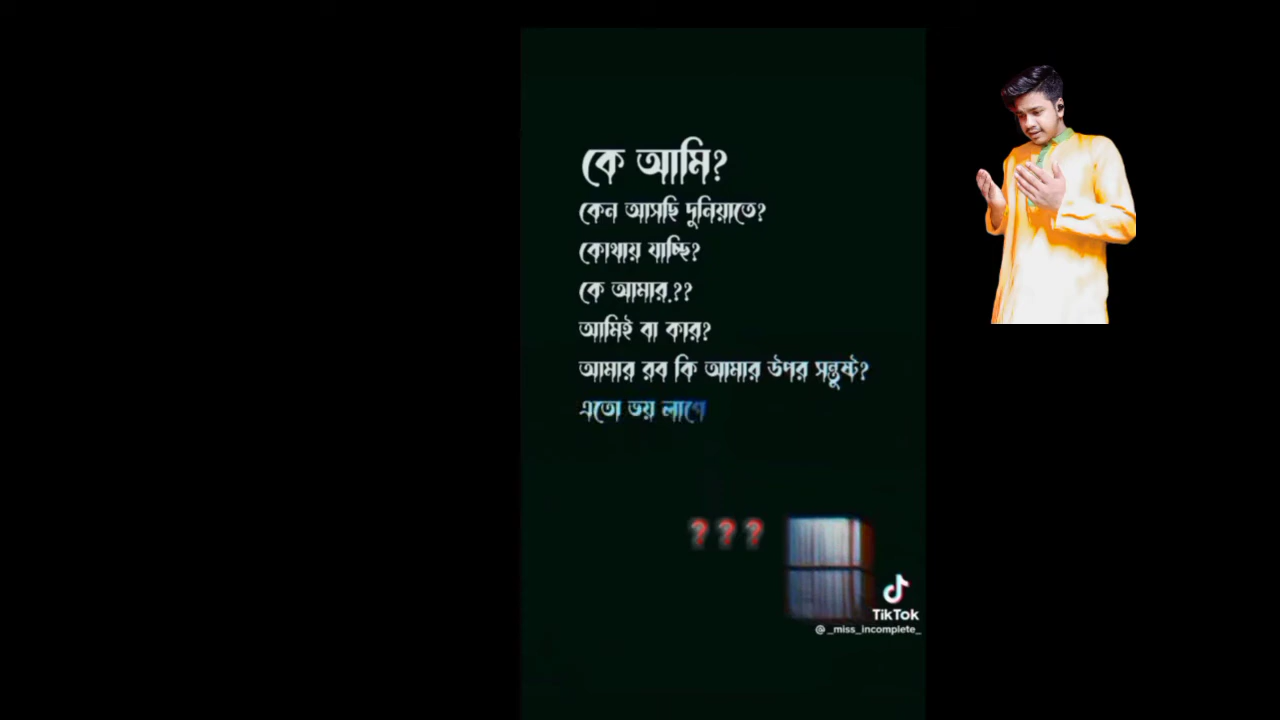 কে আমি?
কেন আসছি দুনিয়াতে?
কোথায় যাচ্ছি?
কে আমার.??
আমিই বা কার?
আমার রব কি আমার উপর সন্তুষ্ট?
এতো ভয় লাগে
???
TikTok
@_miss_incomplete_